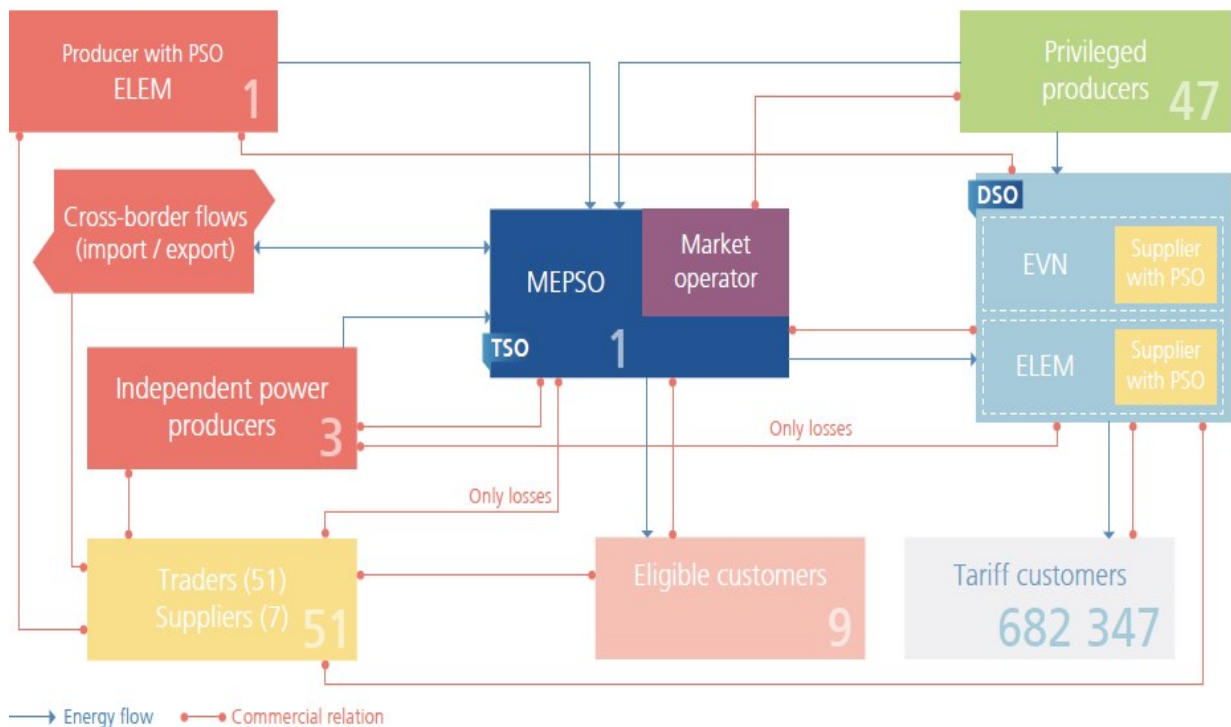 Producer with PSO
ELEM
1
Privileged
producers
47
Cross-border flows
(import / export)
MEPSO
Market
operator
TSO
1
DSO
EVN
Supplier
with PSO
ELEM
Supplier
with PSO
Independent power
producers
3
Only losses
Only losses
Traders (51)
Suppliers (7)
51
Eligible customers
9
Tariff customers
682 347
Energy flow
Commercial relation